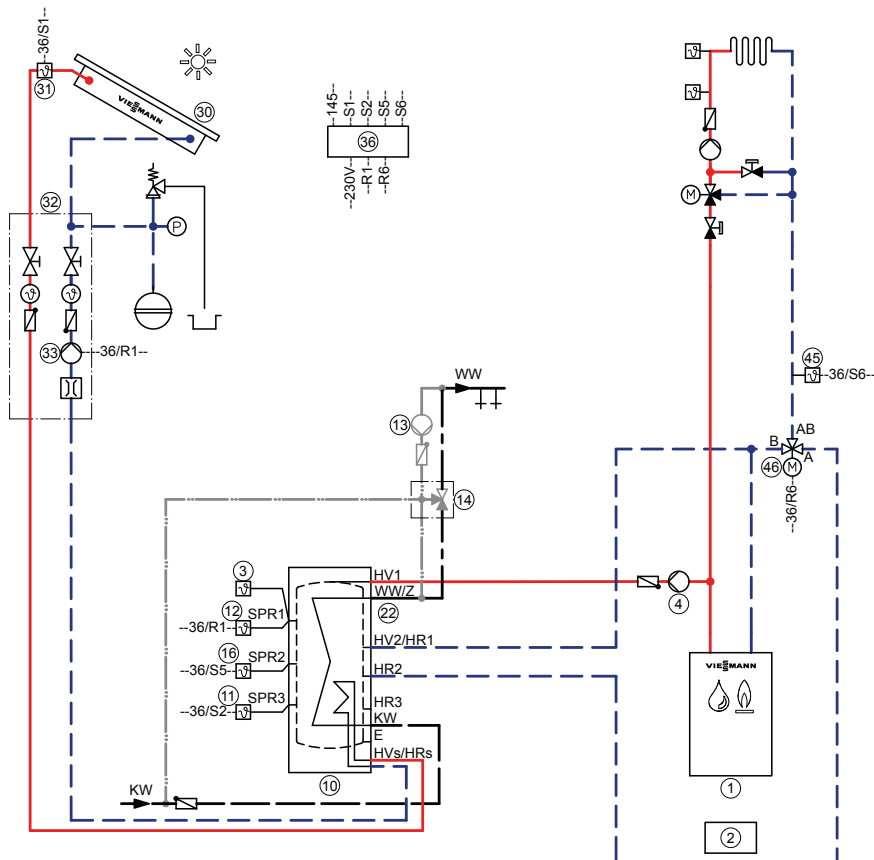 --36/S1--
31
VIESMANN
30
--145--
--S1--
--S2--
--S5--
--S6--
36
--230V--
--R1--
--R6--
M
32
P
33
--36/R1--
WW
13
14
45
--36/S6--
AB
B
A
46
M
--36/R6--
3
HV1
WW/Z
22
4
12
SPR1
--36/R1--
HV2/HR1
16
SPR2
--36/S5--
HR2
11
SPR3
--36/S2--
HR3
KW
E
HVs/HRs
10
KW
VIESMANN
1
2